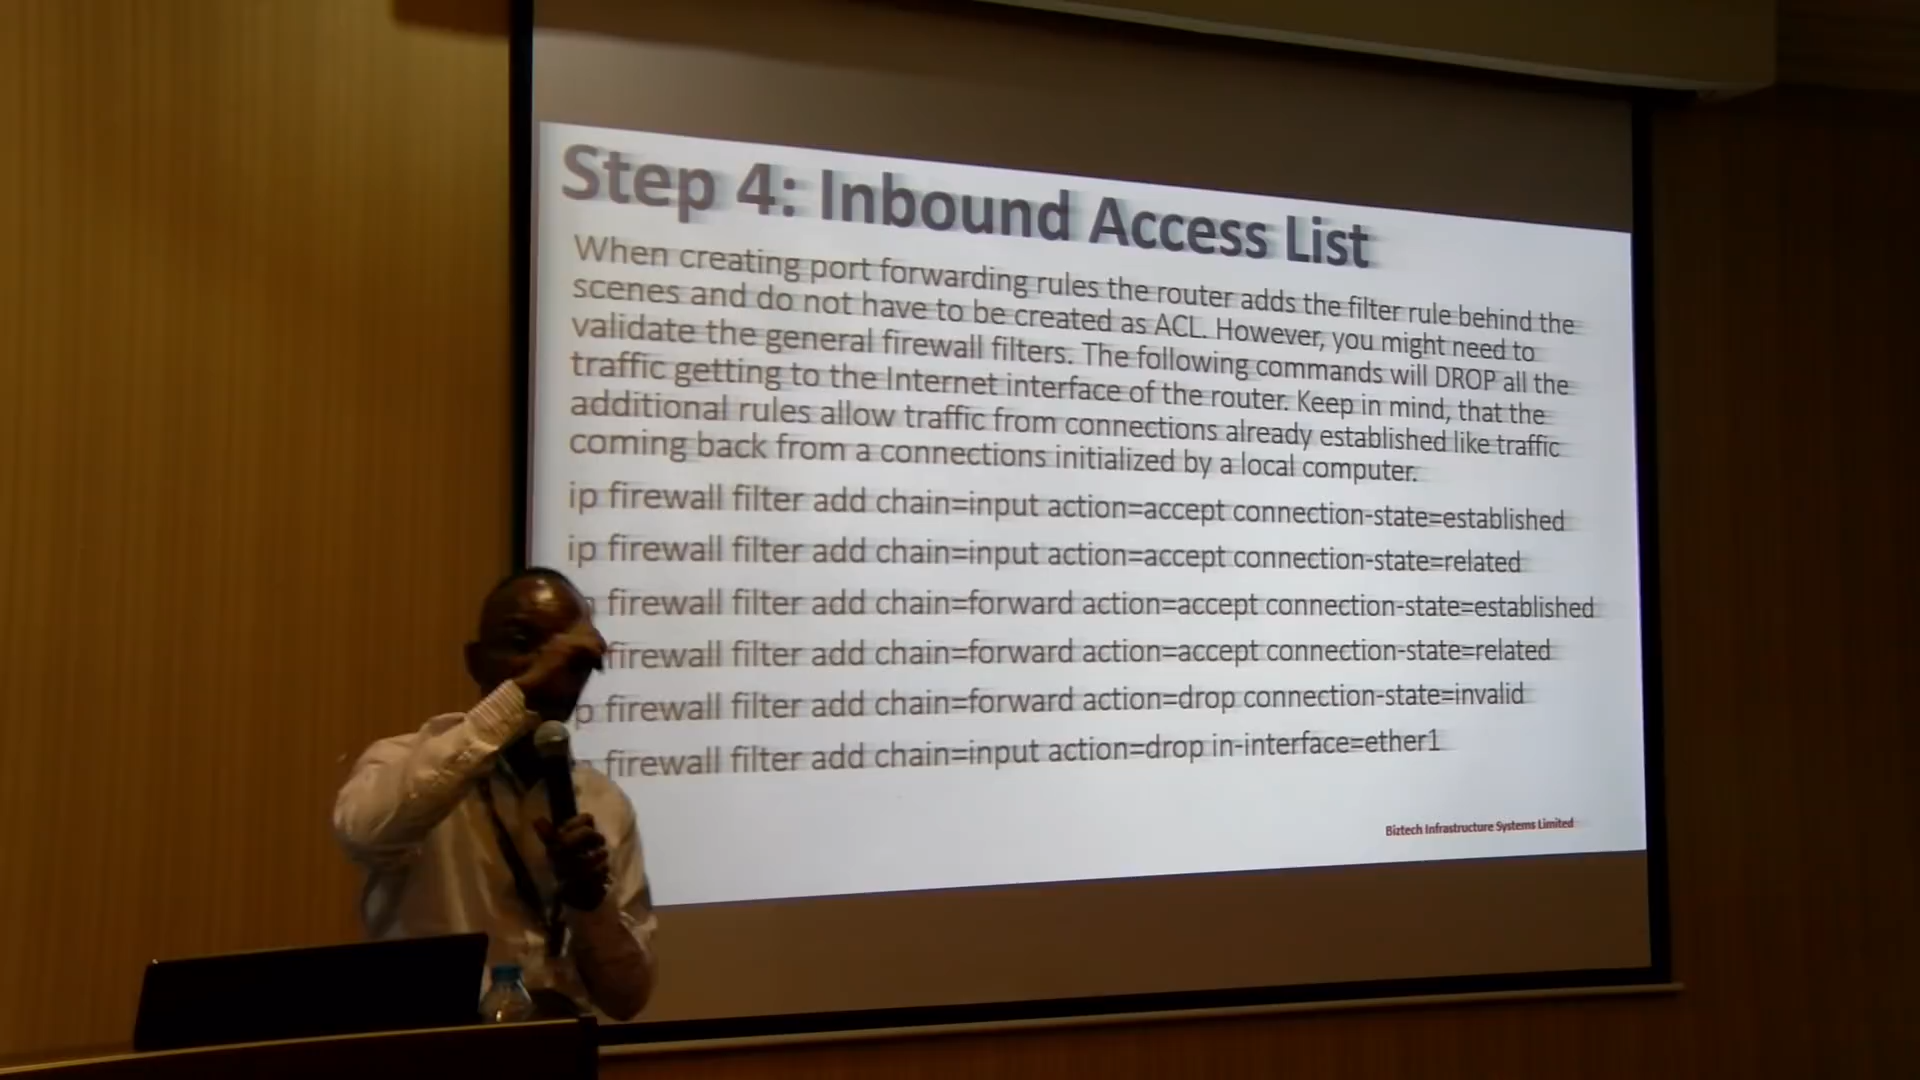 Step 4: Inbound Access List
When creating port forwarding rules the router adds the filter rule behind the
scenes and do not have to be created as ACL. However, you might need to
validate the general firewall filters. The following commands will DROP all the
traffic getting to the Internet interface of the router. Keep in mind, that the
additional rules allow traffic from connections already established like traffic
coming back from a connections initialized by a local computer.
ip firewall filter add chain=input action=accept connection-state=established
ip firewall filter add chain=input action=accept connection-state=related
firewall filter add chain=forward action=accept connection-state=established
firewall filter add chain=forward action=accept connection-state=related
p firewall filter add chain=forward action=drop connection-state=invalid
firewall filter add chain=input action=drop in-interface=ether1
Biztech Infrastructure Systems Limited